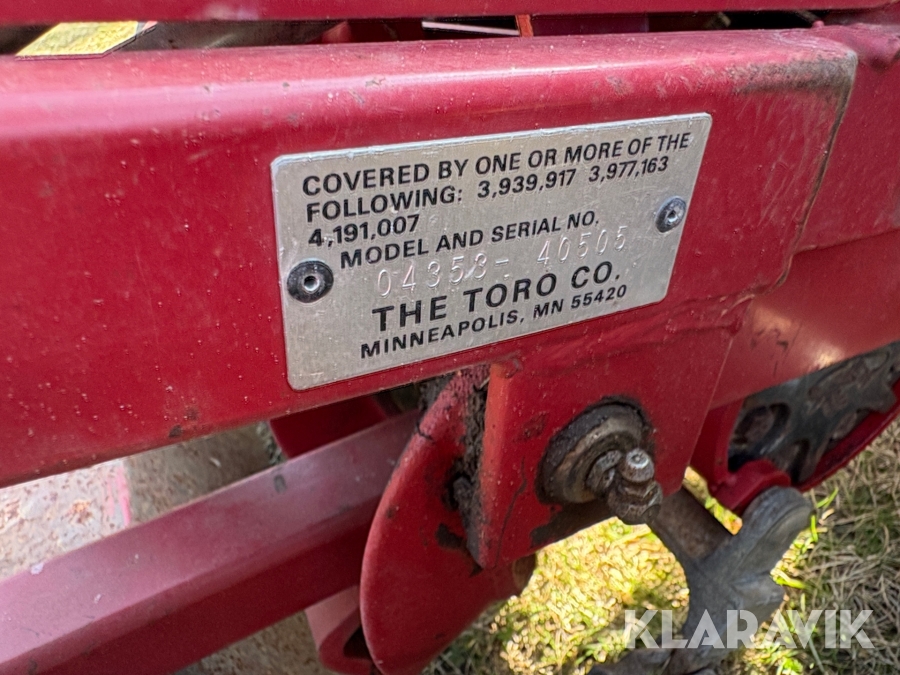 COVERED BY ONE OR MORE OF THE
FOLLOWING: 3,939,917 3,977,163
4,191,007
MODEL AND SERIAL NO.
04353- 40505
THE TORO CO.
MINNEAPOLIS, MN 55420
KLARAVIK